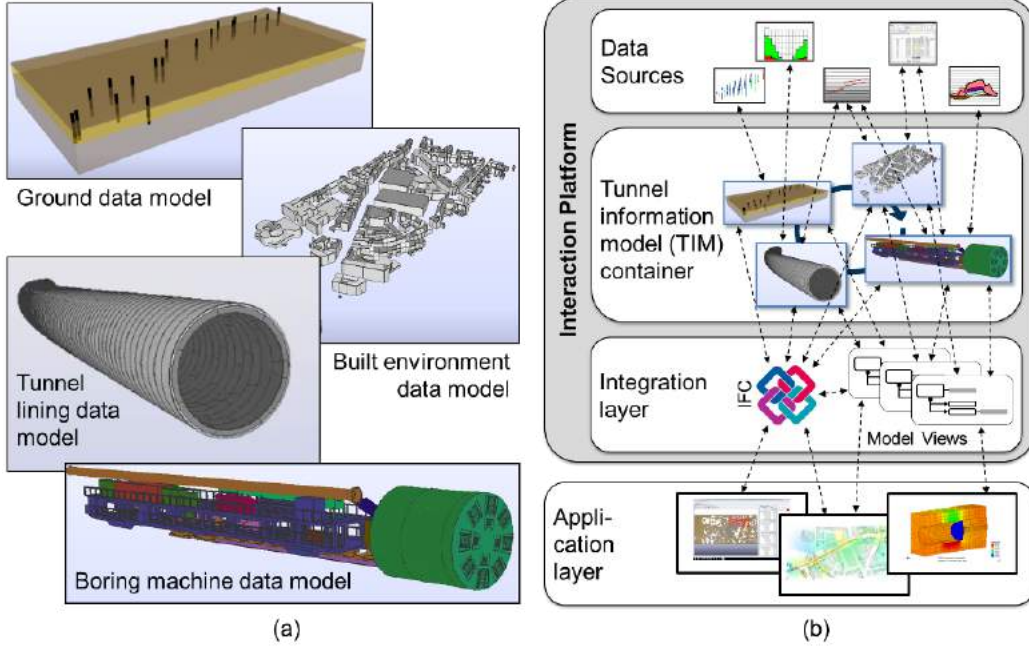 Ground data model
Built environment
data model
Tunnel
lining data
model
Boring machine data model
(a)
Interaction Platform
Data
Sources
Tunnel
information
model (TIM)
container
Integration
layer
IFC
Model Views
Appli-
cation
layer
(b)